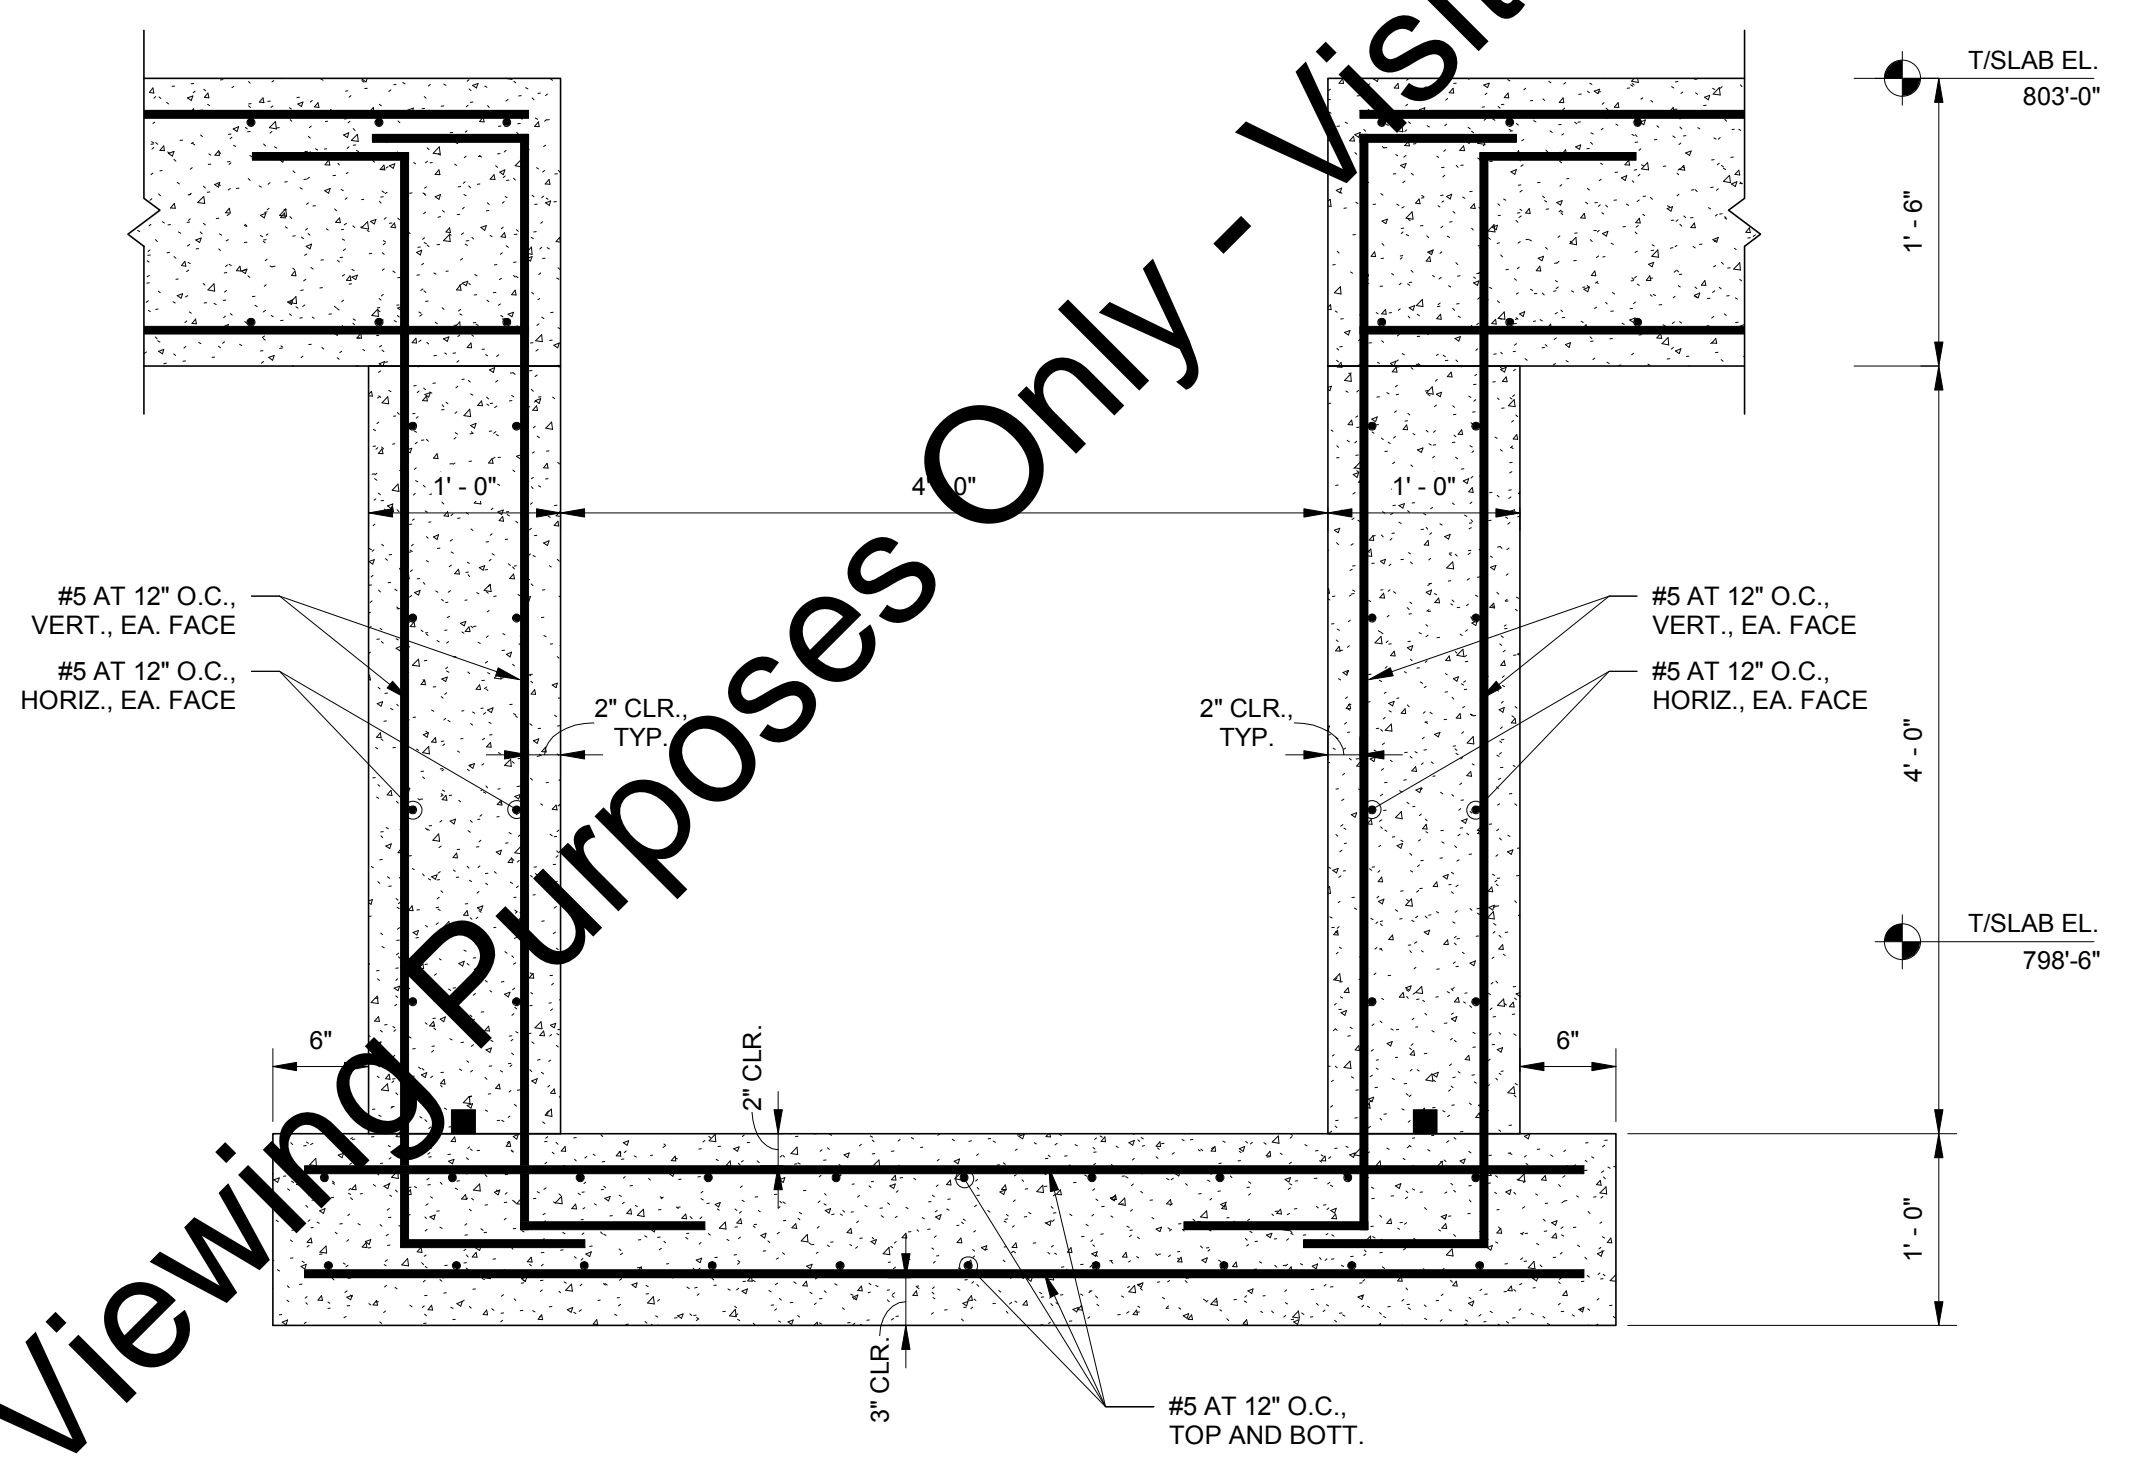 T/SLAB EL.
803'-0"
1' - 6"
1' - 0"
4' - 0"
1' - 0"
#5 AT 12" O.C.,
VERT., EA. FACE
#5 AT 12" O.C.,
HORIZ., EA. FACE
2" CLR.,
TYP.
2" CLR.,
TYP.
#5 AT 12" O.C.,
VERT., EA. FACE
#5 AT 12" O.C.,
HORIZ., EA. FACE
4' - 0"
T/SLAB EL.
798'-6"
6"
2" CLR.
6"
1' - 0"
3" CLR.
#5 AT 12" O.C.,
TOP AND BOTT.
Viewing Purposes Only - Visit